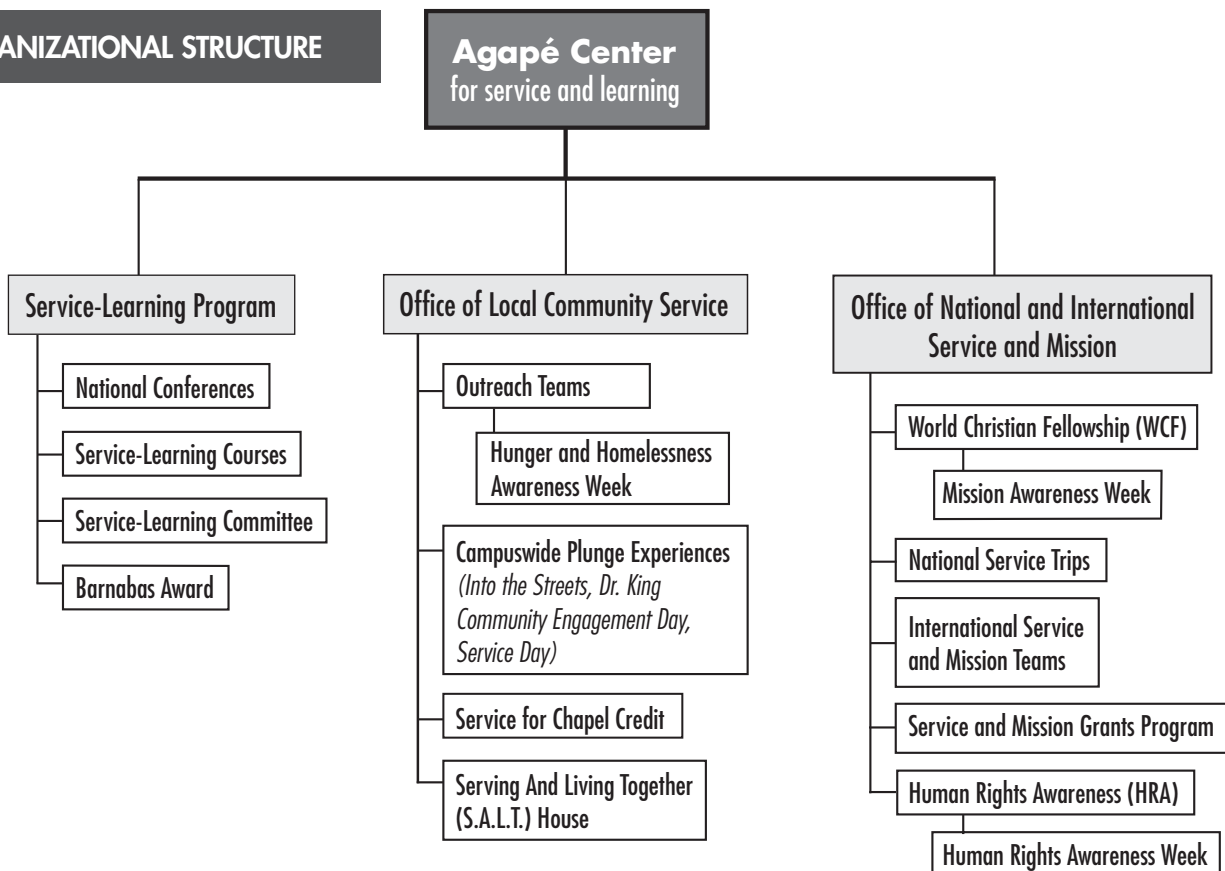 ANIZATIONAL STRUCTURE
Agapé Center
for service and learning
Service-Learning Program
National Conferences
Service-Learning Courses
Service-Learning Committee
Barnabas Award
Office of Local Community Service
Outreach Teams
Hunger and Homelessness
Awareness Week
Campuswide Plunge Experiences
(Into the Streets, Dr. King
Community Engagement Day,
Service Day)
Service for Chapel Credit
Serving And Living Together
(S.A.L.T.) House
Office of National and International
Service and Mission
World Christian Fellowship (WCF)
Mission Awareness Week
National Service Trips
International Service
and Mission Teams
Service and Mission Grants Program
Human Rights Awareness (HRA)
Human Rights Awareness Week